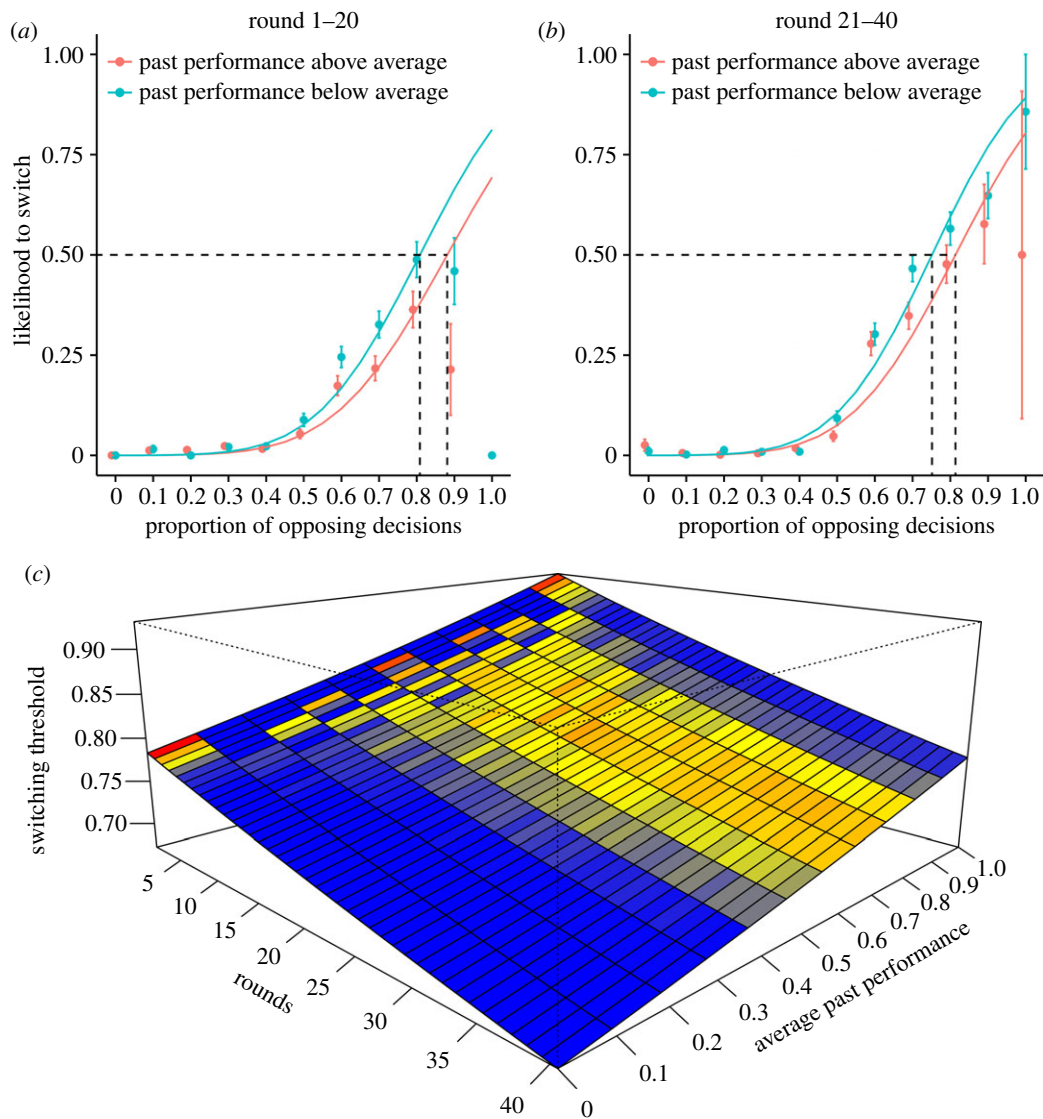 (a)
round 1–20
1.00
past performance above average
past performance below average
0.75
0.50
0.25
0
likelihood to switch
0 0.1 0.2 0.3 0.4 0.5 0.6 0.7 0.8 0.9 1.0
proportion of opposing decisions
(b)
round 21–40
1.00
past performance above average
past performance below average
0.75
0.50
0.25
0
0 0.1 0.2 0.3 0.4 0.5 0.6 0.7 0.8 0.9 1.0
proportion of opposing decisions
(c)
switching threshold
0.90
0.85
0.80
0.75
0.70
5
10
15
20
25
30
35
40
rounds
0
0.1
0.2
0.3
0.4
0.5
0.6
0.7
0.8
0.9
1.0
average past performance